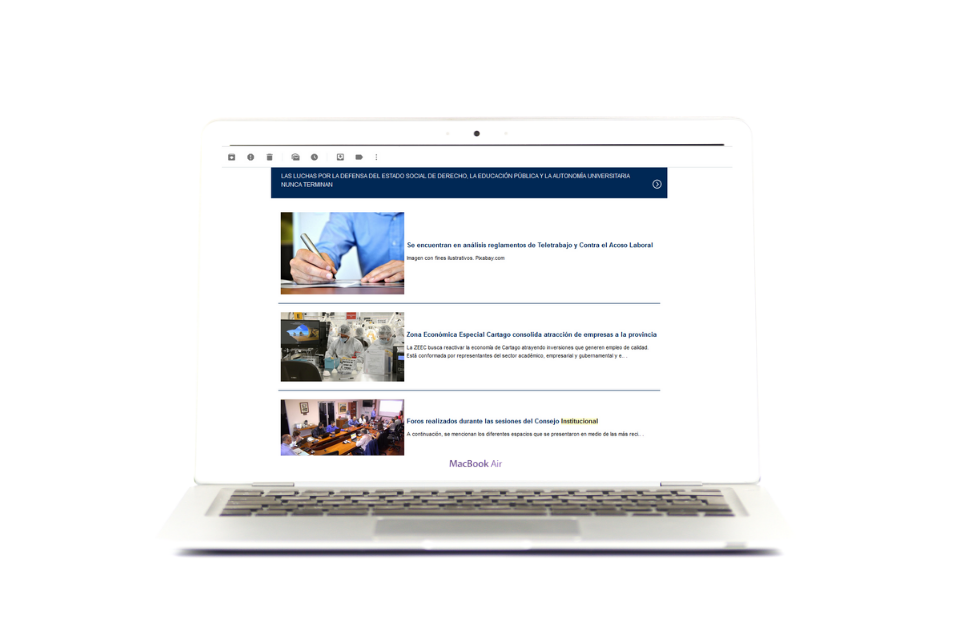 LAS LUCHAS POR LA DEFENSA DEL ESTADO SOCIAL DE DERECHO, LA EDUCACIÓN PÚBLICA Y LA AUTONOMÍA UNIVERSITARIA
NUNCA TERMINAN
Se encuentran en análisis reglamentos de Teletrabajo y Contra el Acoso Laboral
Imagen con fines ilustrativos. Pixabay.com
Zona Económica Especial Cartago consolida atracción de empresas a la provincia
La ZEEC busca reactivar la economía de Cartago atrayendo inversiones que generen empleo de calidad.
Está conformada por representantes del sector académico, empresarial y gubernamental y e...
Foros realizados durante las sesiones del Consejo Institucional
A continuación, se mencionan los diferentes espacios que se presentaron en medio de las más reci...
MacBook Air